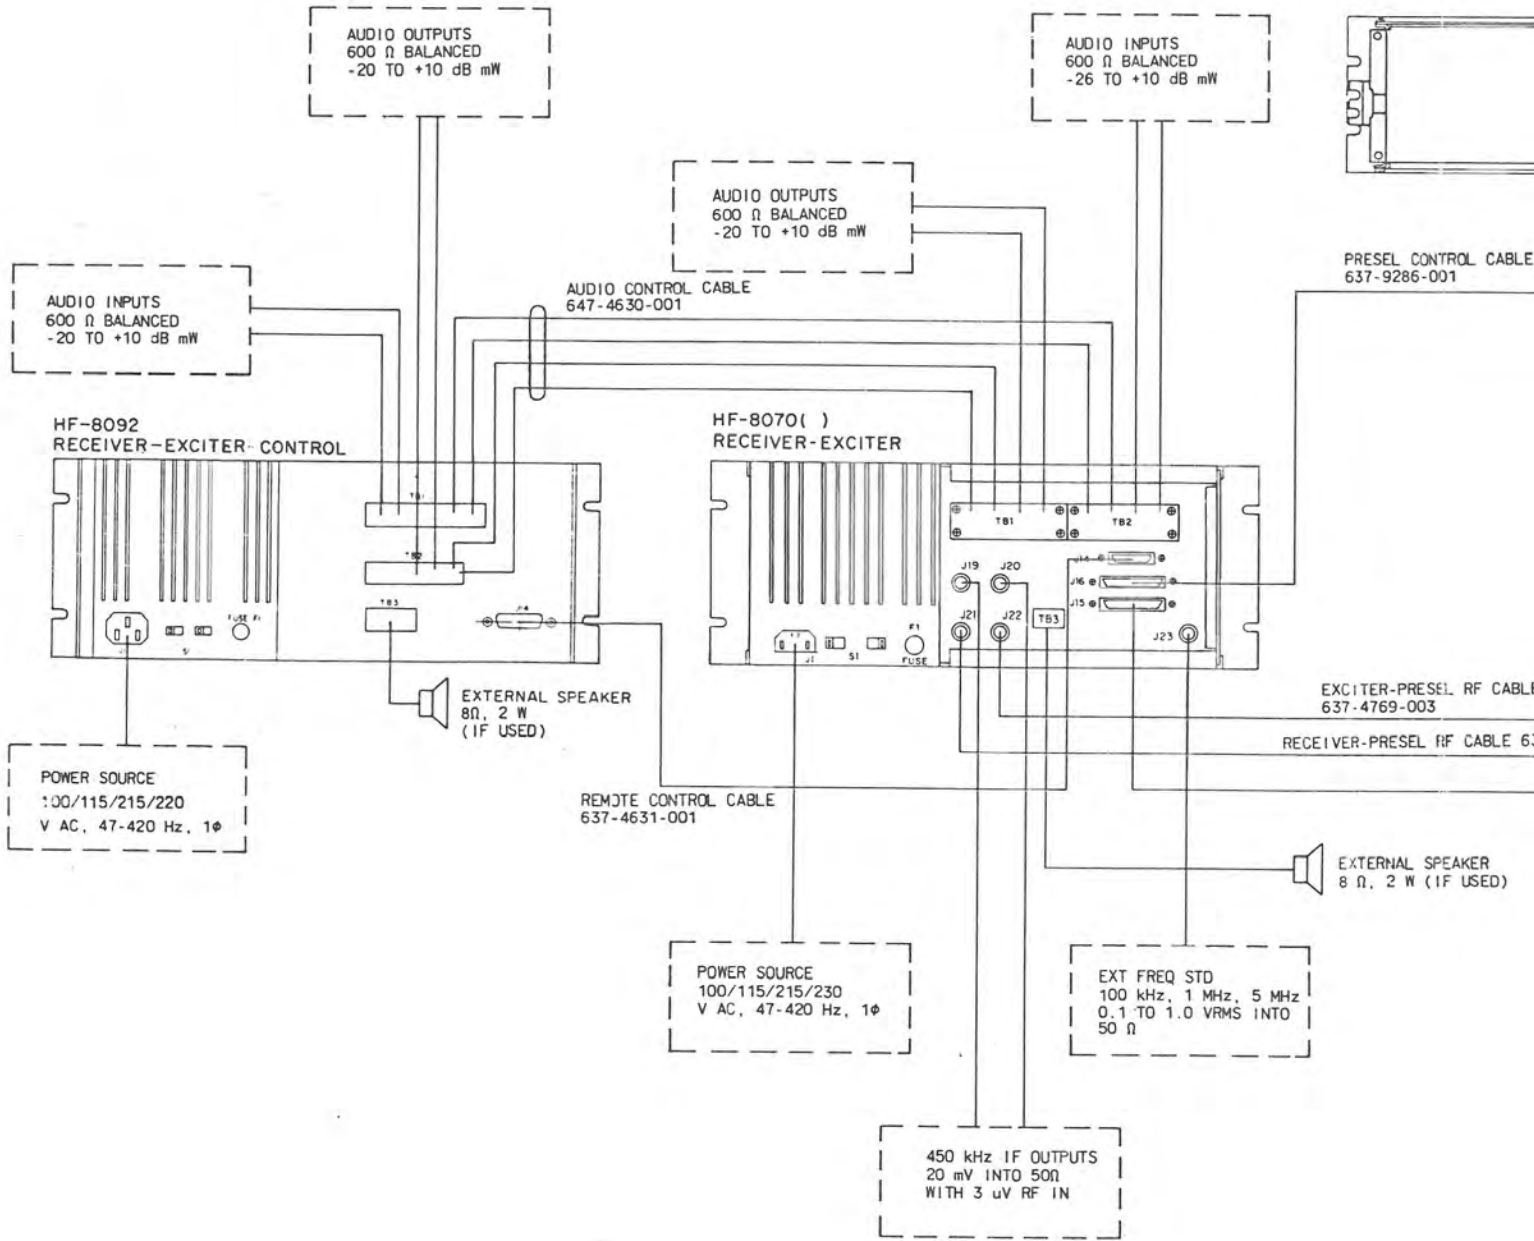 AUDIO OUTPUTS
600 Ω BALANCED
-20 TO +10 dB mW
AUDIO INPUTS
600 Ω BALANCED
-26 TO +10 dB mW
AUDIO OUTPUTS
600 Ω BALANCED
-20 TO +10 dB mW
PRESEL CONTROL CABLE
637-9286-001
AUDIO INPUTS
600 Ω BALANCED
-20 TO +10 dB mW
AUDIO CONTROL CABLE
647-4630-001
HF-8092
RECEIVER-EXCITER-CONTROL
HF-8070( )
RECEIVER-EXCITER
TB1
TB2
TB3
J14
FUSE F1
S1
TB1
TB2
J14
J16
J15
J19
J20
J21
J22
TB3
J23
F1
FUSE
S1
J1
EXTERNAL SPEAKER
8Ω, 2 W
(IF USED)
EXCITER-PRESEL RF CABLE
637-4769-003
RECEIVER-PRESEL RF CABLE 63
POWER SOURCE
100/115/215/220
V AC, 47-420 Hz, 1ϕ
REMOTE CONTROL CABLE
637-4631-001
EXTERNAL SPEAKER
8 Ω, 2 W (IF USED)
POWER SOURCE
100/115/215/230
V AC, 47-420 Hz, 1ϕ
EXT FREQ STD
100 kHz, 1 MHz, 5 MHz
0.1 TO 1.0 VRMS INTO
50 Ω
450 kHz IF OUTPUTS
20 mV INTO 50Ω
WITH 3 uV RF IN